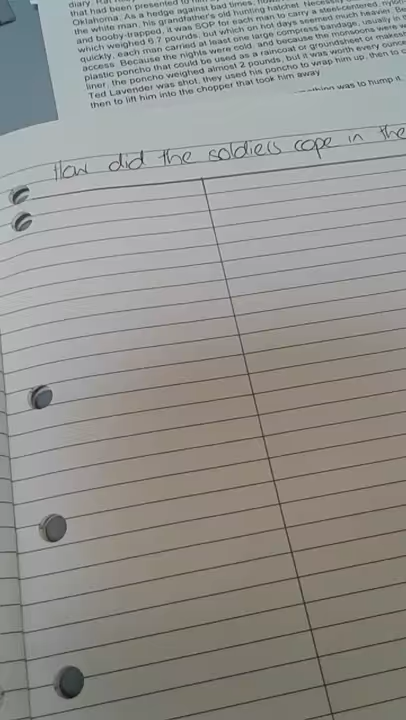 diary.
that had been presented to
Oklahoma. As a hedge against bad times,
the white man, his grandfather's old hunting hatchet. Necessity
and booby-trapped, it was SOP for each man to carry a steel-centered,
which weighed 6.7 pounds, but which on hot days seemed much heavier.
quickly, each man carried at least one large compress bandage, usually in
access. Because the nights were cold, and because the monsoons were
plastic poncho that could be used as a raincoat or groundsheet or
liner, the poncho weighed almost 2 pounds, but it was worth every ounce
Ted Lavender was shot, they used his poncho to wrap him up, then to
then to lift him into the chopper that took him away
was to hump it,
How did the soldiers cope in the